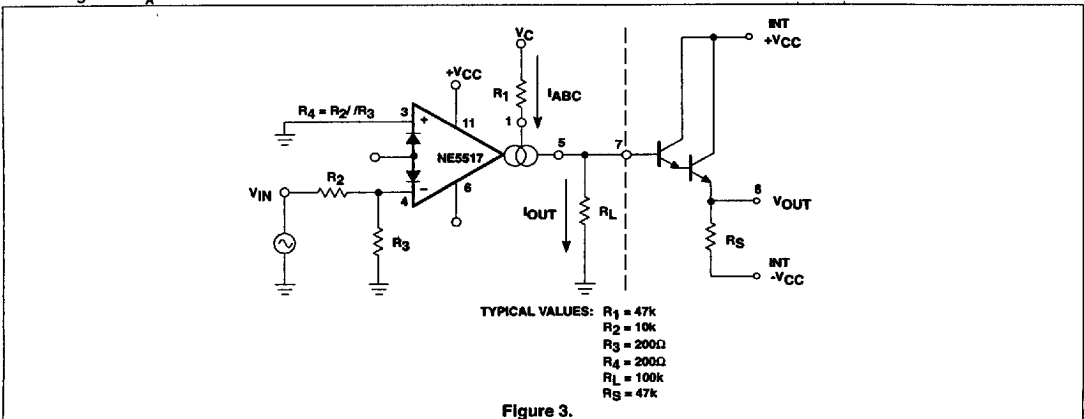 VC
INT
+VCC
+VCC
R1
IABC
R4 = R2//R3
3
+
11
1
5
7
NE5517
VIN
R2
–
4
6
IOUT
RL
8
VOUT
R3
RS
INT
-VCC
TYPICAL VALUES: R1 = 47k
R2 = 10k
R3 = 200Ω
R4 = 200Ω
RL = 100k
RS = 47k
Figure 3.